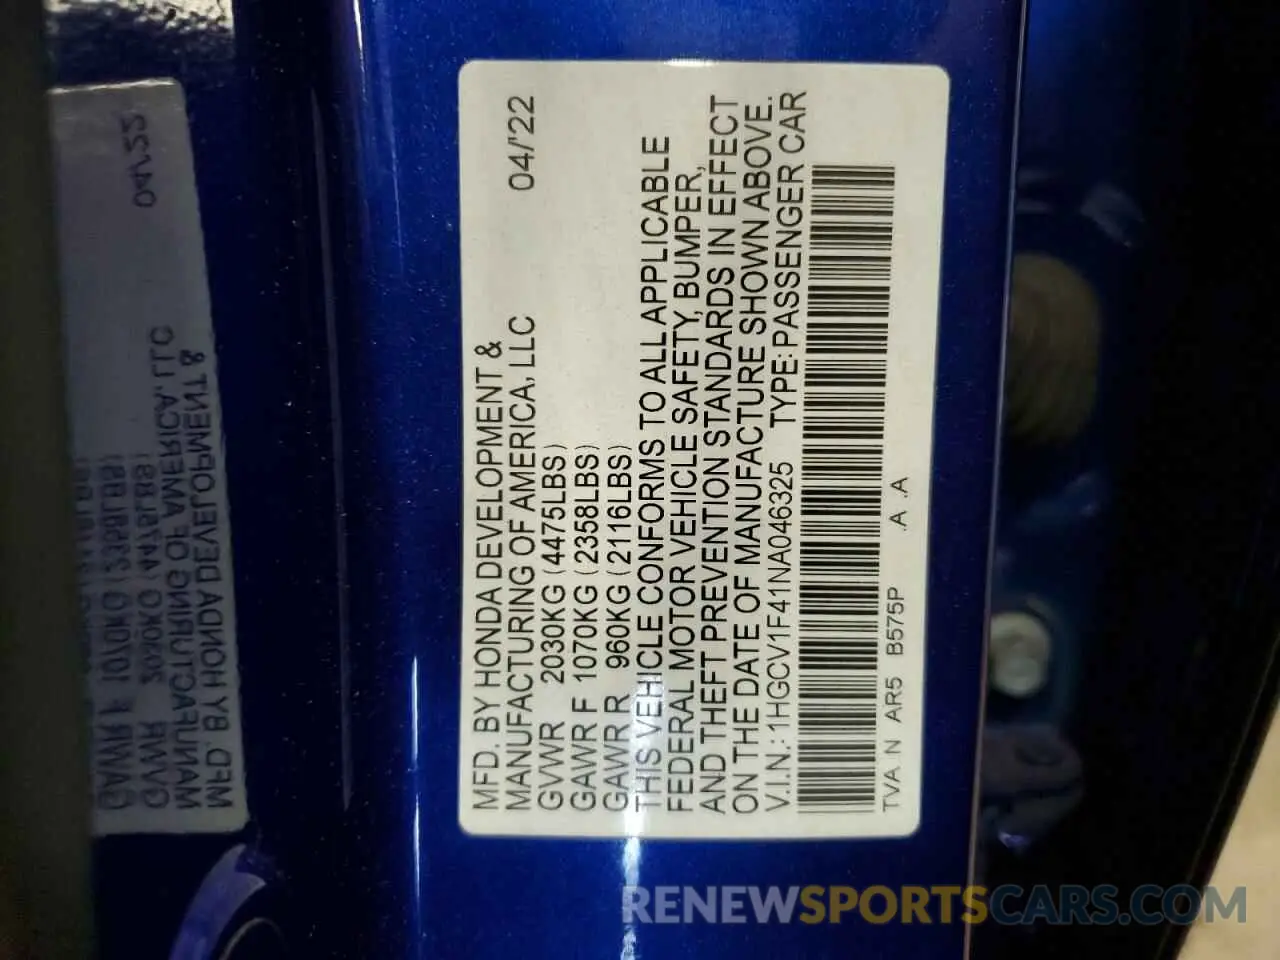 MFD. BY HONDA DEVELOPMENT &
MANUFACTURING OF AMERICA, LLC 04/'22
GVWR 2030KG (4475LBS)
GAWR F 1070KG (2358LBS)
GAWR R 960KG (2116LBS)
THIS VEHICLE CONFORMS TO ALL APPLICABLE
FEDERAL MOTOR VEHICLE SAFETY, BUMPER,
AND THEFT PREVENTION STANDARDS IN EFFECT
ON THE DATE OF MANUFACTURE SHOWN ABOVE.
V.I.N.: 1HGCV1F41NA046325 TYPE: PASSENGER CAR
TVA N AR5 B575P .A .A
RENEWSPORTSCARS.COM